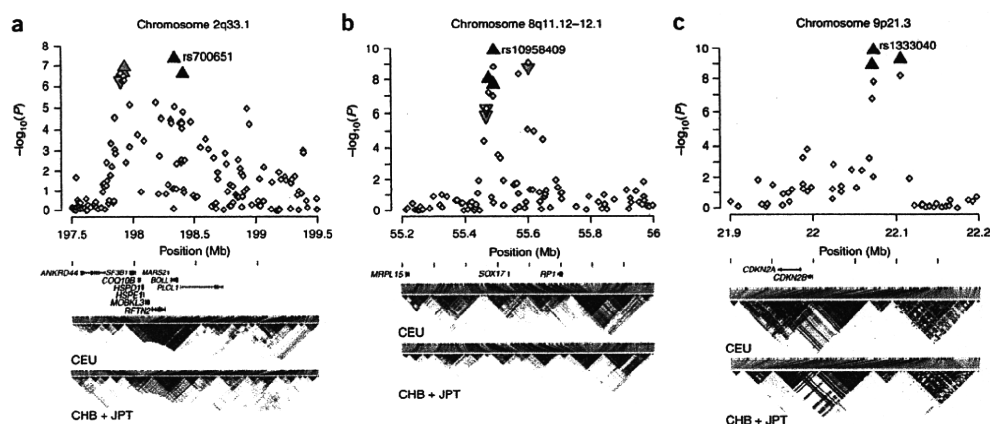 a
Chromosome 2q33.1
8
7
6
5
4
3
2
1
0
–log10(P)
rs700651
197.5 198 198.5 199 199.5
Position (Mb)
ANKRD44 SF3B1 MARS2
COQ10B BOLL
HSPD1 PLCL1
HSPE1
MOBKL3
RFTN2
CEU
CHB + JPT
b
Chromosome 8q11.12–12.1
10
8
6
4
2
0
–log10(P)
rs10958409
55.2 55.4 55.6 55.8 56
Position (Mb)
MRPL15 SOX17 RP1
CEU
CHB + JPT
c
Chromosome 9p21.3
10
8
6
4
2
0
–log10(P)
rs1333040
21.9 22 22.1 22.2
Position (Mb)
CDKN2A
CDKN2B
CEU
CHB + JPT